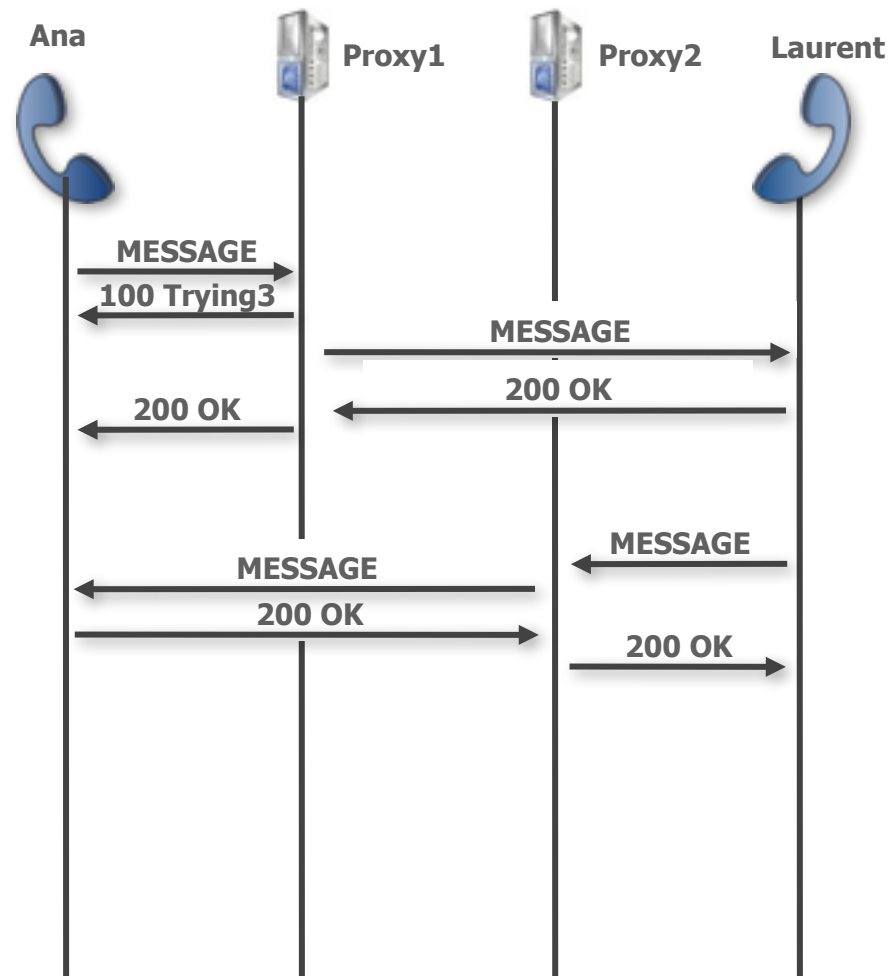 Ana
Proxy1
Proxy2
Laurent
MESSAGE
100 Trying3
MESSAGE
200 OK
200 OK
MESSAGE
MESSAGE
200 OK
200 OK